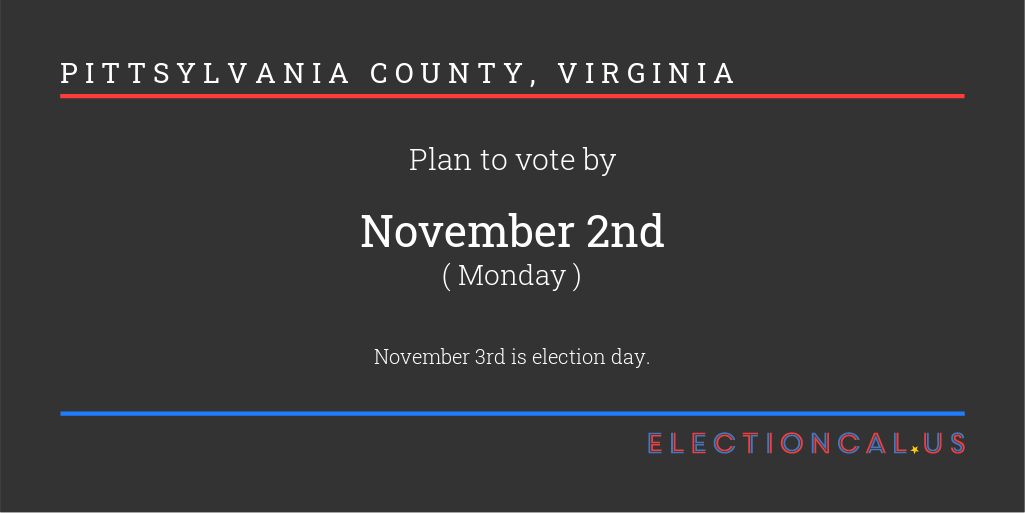 PITTSYLVANIA COUNTY, VIRGINIA
Plan to vote by
November 2nd
( Monday )
November 3rd is election day.
ELECTIONCAL.US